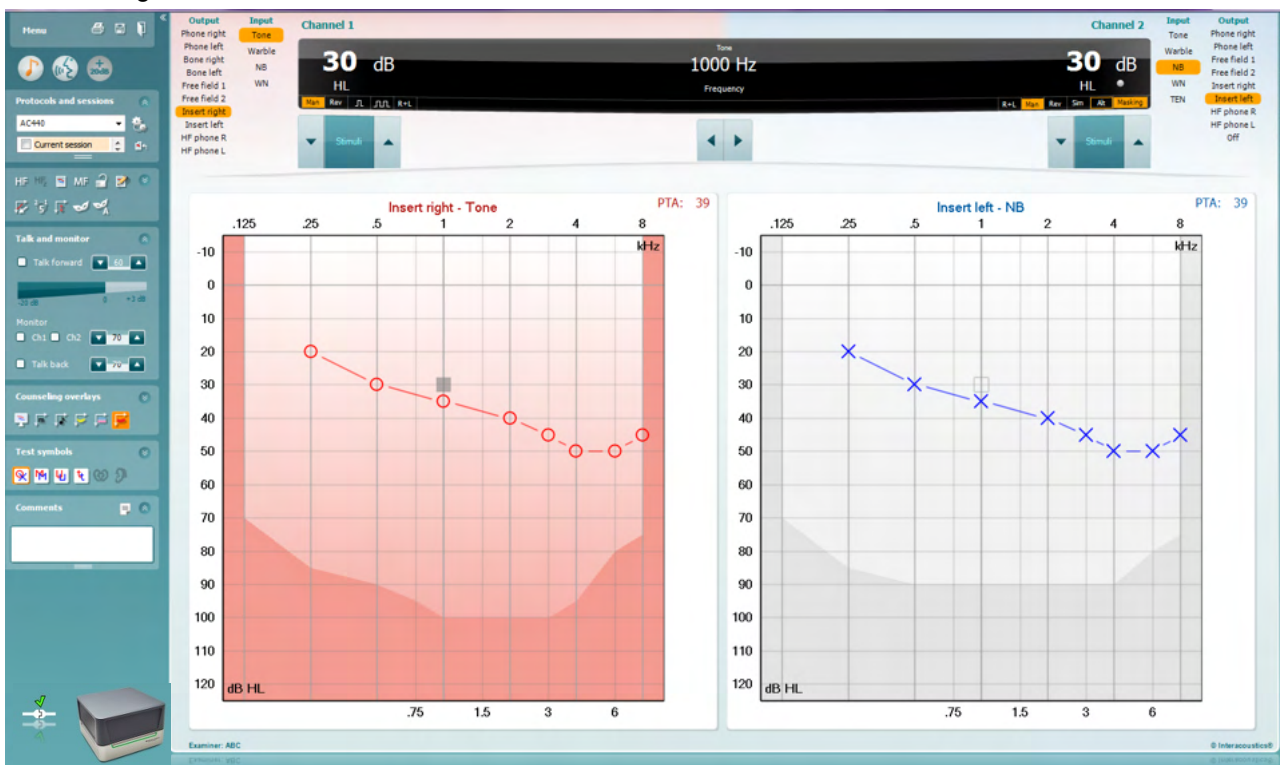 Menu
Protocols and sessions
AC440
Current session
HF MF
Talk and monitor
Talk forward 60
-20 dB 0 +3 dB
Monitor
Ch1 Ch2 70
Talk back 70
Counseling overlays
Test symbols
Comments
Output Input
Phone right Tone
Phone left Warble
Bone right NB
Bone left WN
Free field 1
Free field 2
Insert right
Insert left
HF phone R
HF phone L
Channel 1
30 dB
HL
Man Rev R+L
Tone
1000 Hz
Frequency
Channel 2
30 dB
HL
R+L Man Rev Sim Alt Masking
Input Output
Tone Phone right
Warble Phone left
NB Free field 1
WN Free field 2
TEN Insert right
Insert left
HF phone R
HF phone L
Off
Stimuli
Stimuli
Insert right - Tone PTA: 39
.125 .25 .5 1 2 4 8
kHz
-10
0
10
20
30
40
50
60
70
80
90
100
110
120 dB HL
.75 1.5 3 6
Insert left - NB PTA: 39
.125 .25 .5 1 2 4 8
kHz
-10
0
10
20
30
40
50
60
70
80
90
100
110
120 dB HL
.75 1.5 3 6
Examiner: ABC
© Interacoustics®